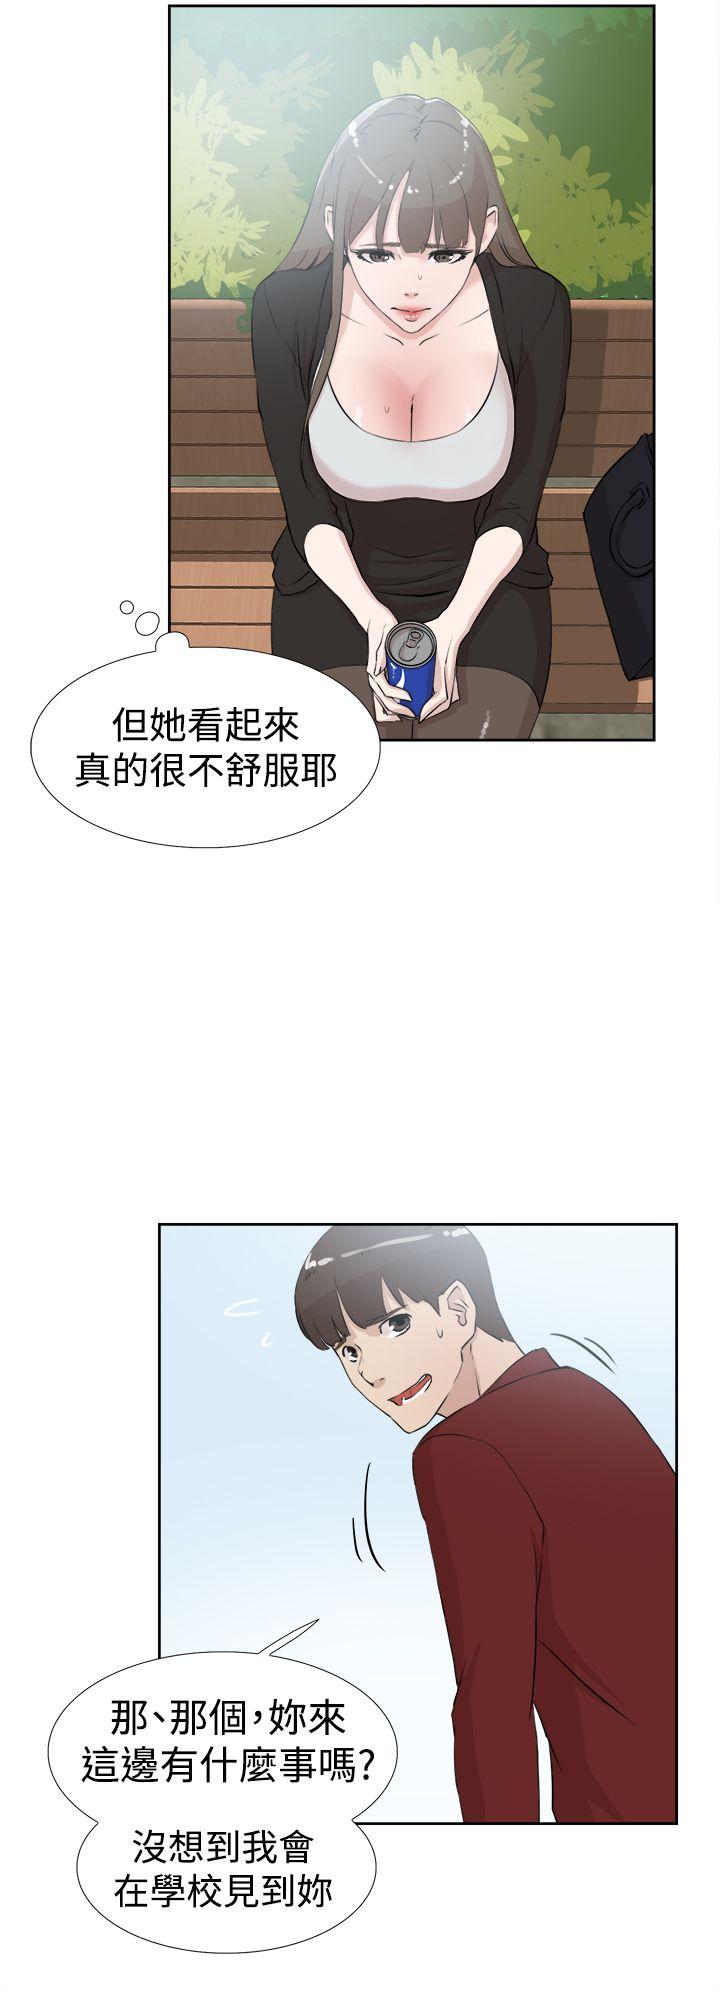 但她看起來
真的很不舒服耶
那、那個,妳來
這邊有什麼事嗎?
沒想到我會
在學校見到妳